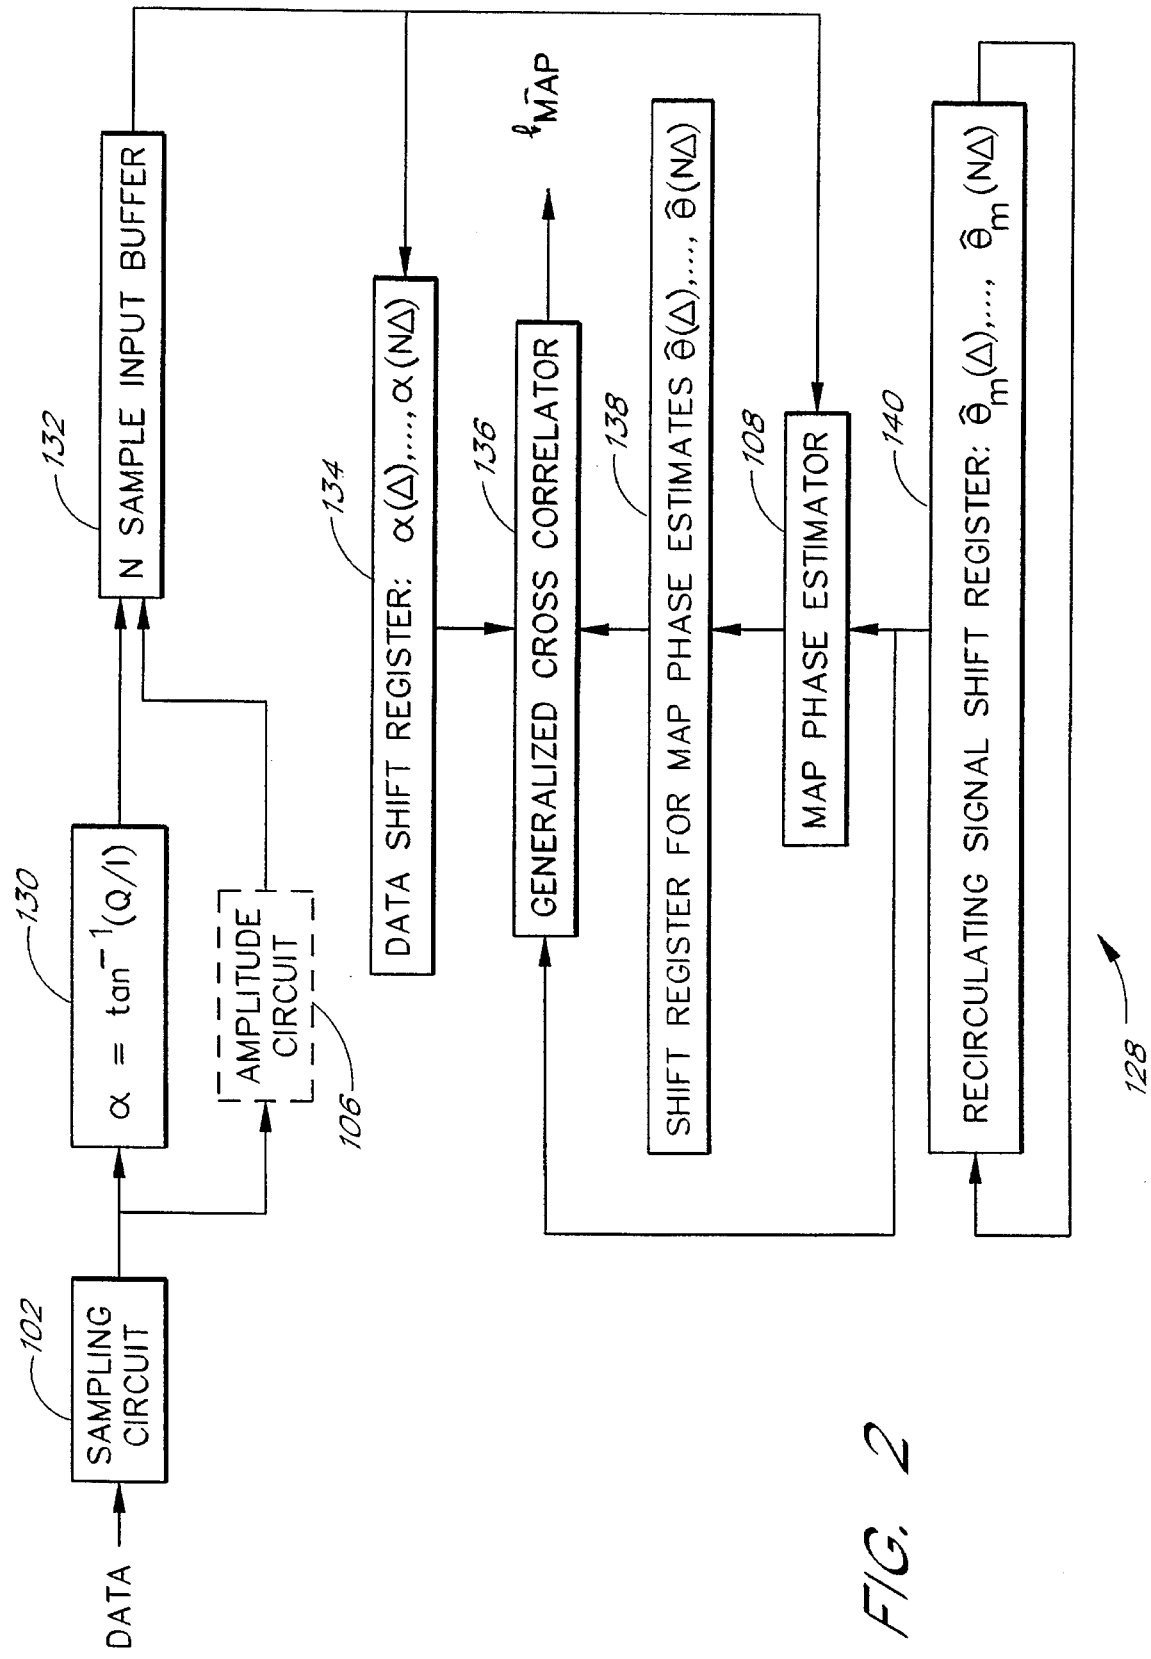 DATA
102
SAMPLING
CIRCUIT
130
α = tan⁻¹(Q/I)
AMPLITUDE
CIRCUIT
106
132
N SAMPLE INPUT BUFFER
134
DATA SHIFT REGISTER: α(Δ),...., α(NΔ)
136
GENERALIZED CROSS CORRELATOR
MAP
138
SHIFT REGISTER FOR MAP PHASE ESTIMATES θ̂(Δ),...., θ̂(NΔ)
108
MAP PHASE ESTIMATOR
140
RECIRCULATING SIGNAL SHIFT REGISTER: θ̂m(Δ),...., θ̂m(NΔ)
128
FIG. 2